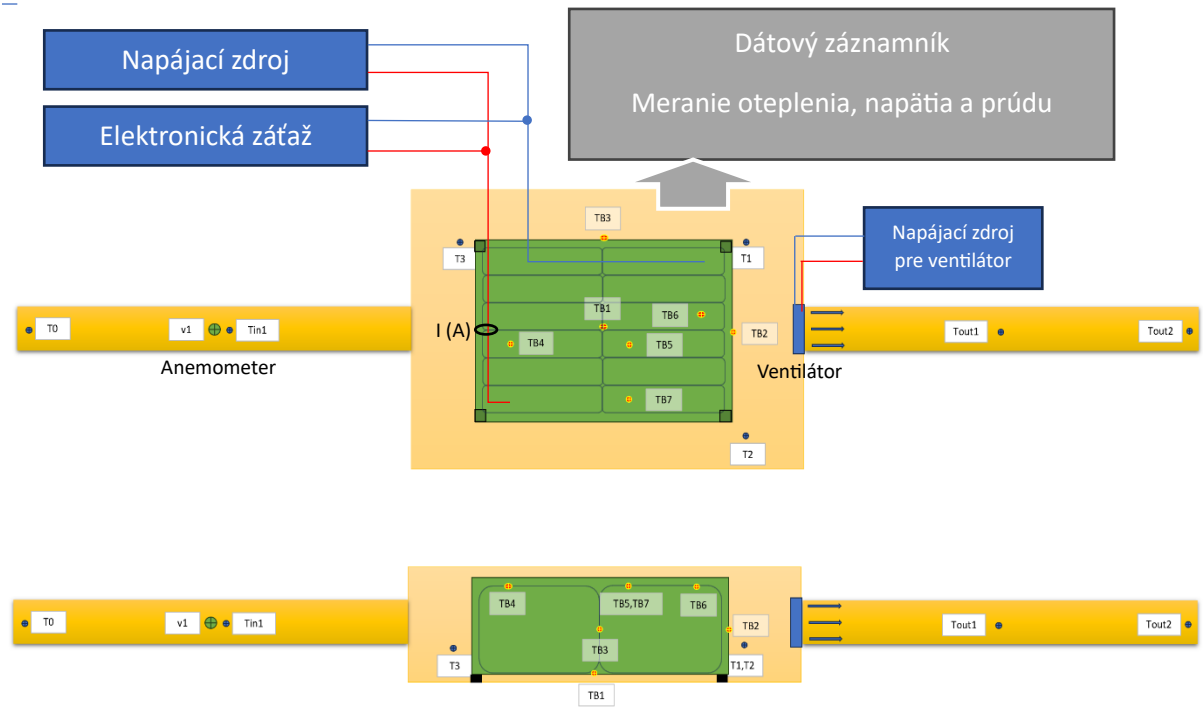 Napájací zdroj
Elektronická záťaž
Dátový záznamník
Meranie oteplenia, napätia a prúdu
Napájací zdroj
pre ventilátor
TB3
T3
T1
T0
v1
Tin1
I (A)
TB1
TB6
TB4
TB5
TB2
Tout1
Tout2
Anemometer
Ventilátor
TB7
T2
TB4
TB5,TB7
TB6
T0
v1
Tin1
TB2
Tout1
Tout2
TB3
T3
T1,T2
TB1